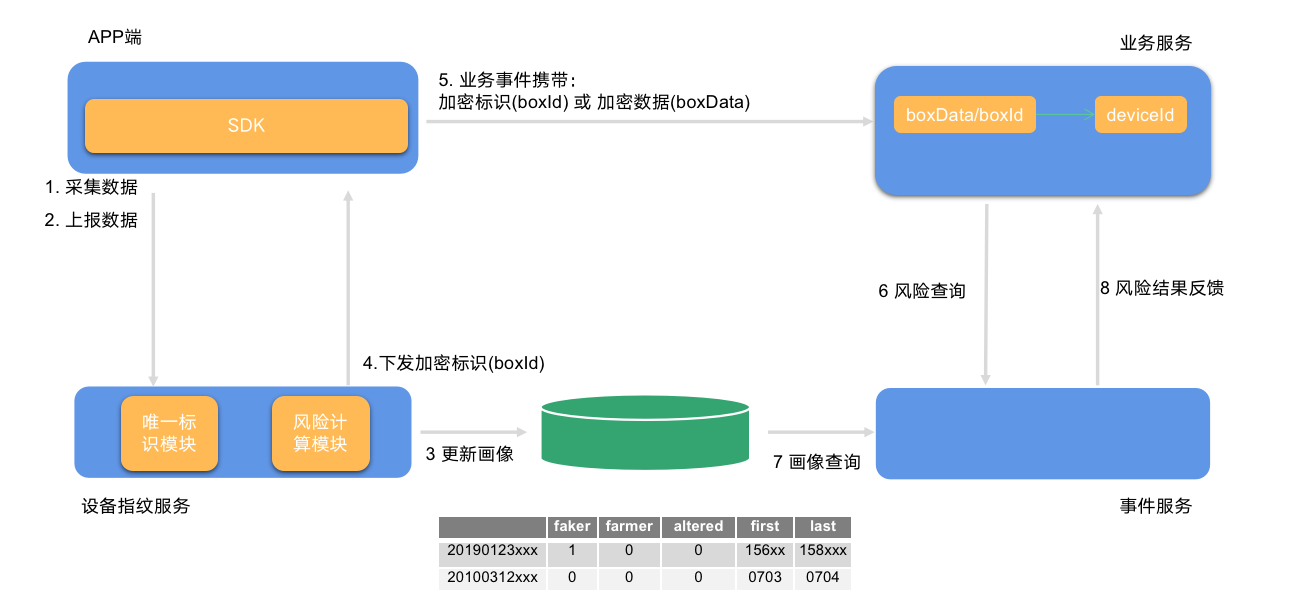 APP端
业务服务
5. 业务事件携带:
加密标识(boxId) 或 加密数据(boxData)
SDK
boxData/boxId
deviceId
1. 采集数据
2. 上报数据
6 风险查询
8 风险结果反馈
4.下发加密标识(boxId)
唯一标
识模块
风险计
算模块
3 更新画像
7 画像查询
设备指纹服务
事件服务
faker farmer altered first last
20190123xxx 1 0 0 156xx 158xxx
20100312xxx 0 0 0 0703 0704